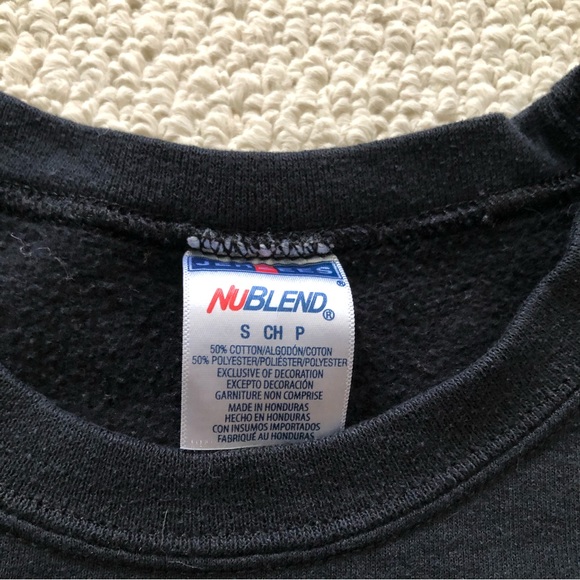 JERZEES®
NUBLEND®
S CH P
50% COTTON/ALGODÓN/COTON
50% POLYESTER/POLIÉSTER/POLYESTER
EXCLUSIVE OF DECORATION
EXCEPTO DECORACIÓN
GARNITURE NON COMPRISE
MADE IN HONDURAS
HECHO EN HONDURAS
CON INSUMOS IMPORTADOS
FABRIQUÉ AU HONDURAS